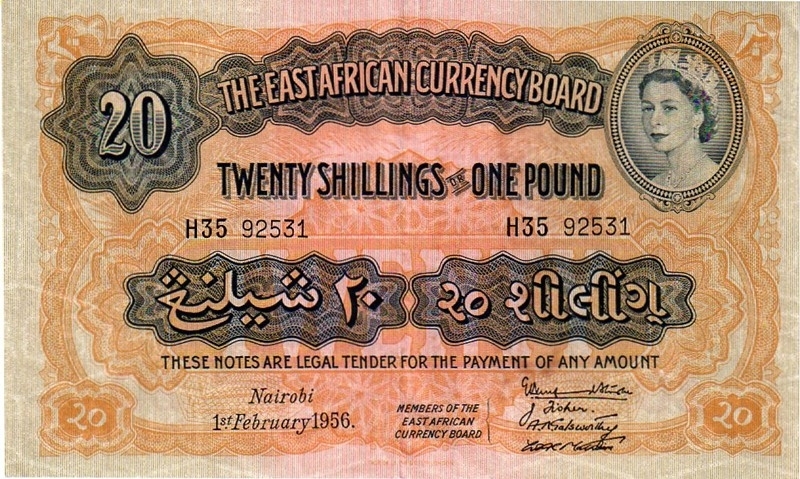 20
THE EAST AFRICAN CURRENCY BOARD
TWENTY SHILLINGS OR ONE POUND
H35 92531 H35 92531
٢٠ شيلنڠ
૨૦ શીલીંગ્
THESE NOTES ARE LEGAL TENDER FOR THE PAYMENT OF ANY AMOUNT
Nairobi
1st February 1956.
MEMBERS OF THE
EAST AFRICAN
CURRENCY BOARD
J Fisher.
20 20